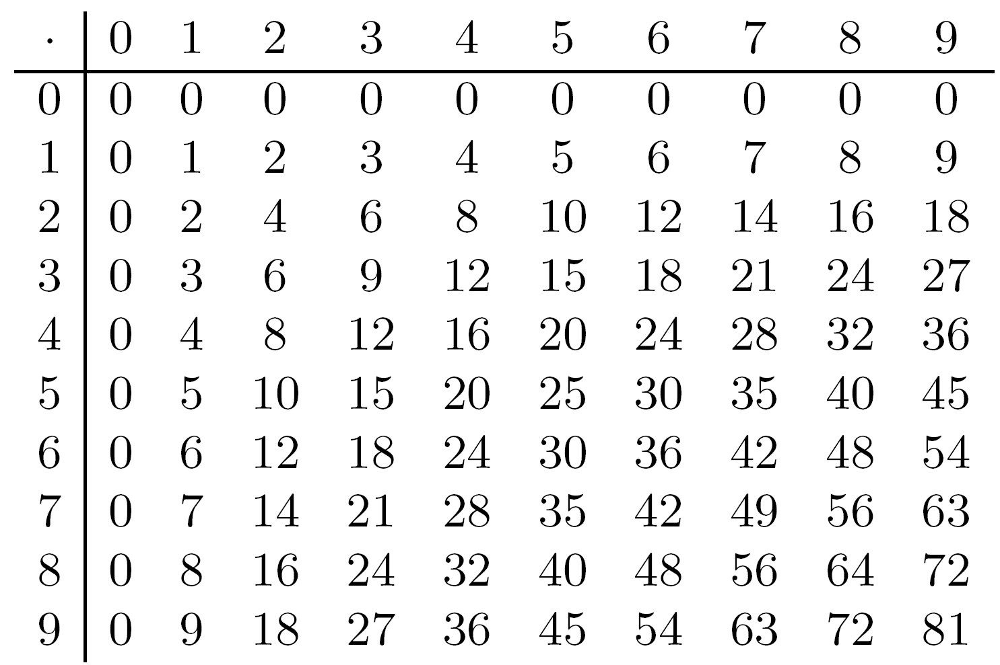 · 0 1 2 3 4 5 6 7 8 9
0 0 0 0 0 0 0 0 0 0 0
1 0 1 2 3 4 5 6 7 8 9
2 0 2 4 6 8 10 12 14 16 18
3 0 3 6 9 12 15 18 21 24 27
4 0 4 8 12 16 20 24 28 32 36
5 0 5 10 15 20 25 30 35 40 45
6 0 6 12 18 24 30 36 42 48 54
7 0 7 14 21 28 35 42 49 56 63
8 0 8 16 24 32 40 48 56 64 72
9 0 9 18 27 36 45 54 63 72 81